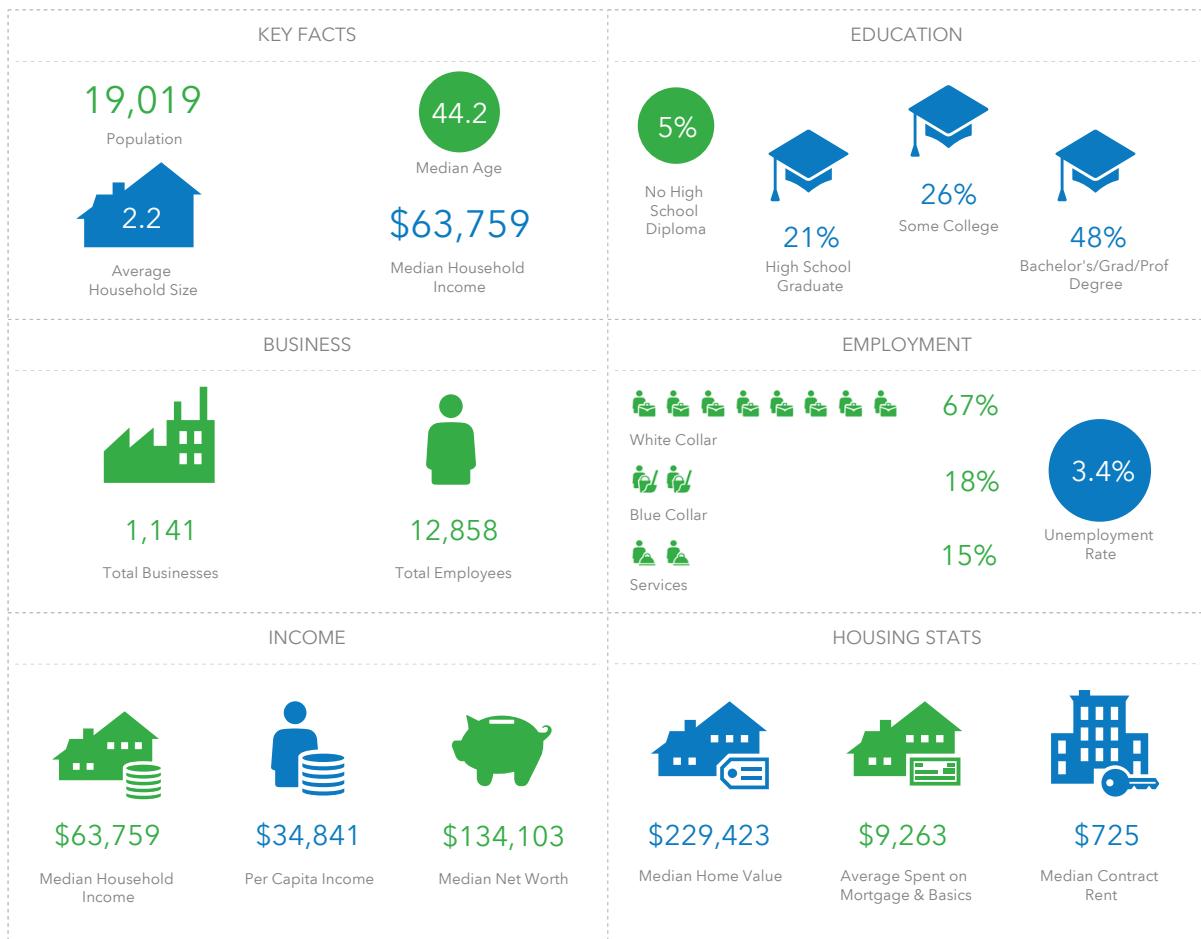 KEY FACTS
19,019
Population
44.2
Median Age
2.2
Average
Household Size
$63,759
Median Household
Income
EDUCATION
5%
No High
School
Diploma
21%
High School
Graduate
26%
Some College
48%
Bachelor's/Grad/Prof
Degree
BUSINESS
1,141
Total Businesses
12,858
Total Employees
EMPLOYMENT
67%
White Collar
18%
Blue Collar
15%
Services
3.4%
Unemployment
Rate
INCOME
$63,759
Median Household
Income
$34,841
Per Capita Income
$134,103
Median Net Worth
HOUSING STATS
$229,423
Median Home Value
$9,263
Average Spent on
Mortgage & Basics
$725
Median Contract
Rent